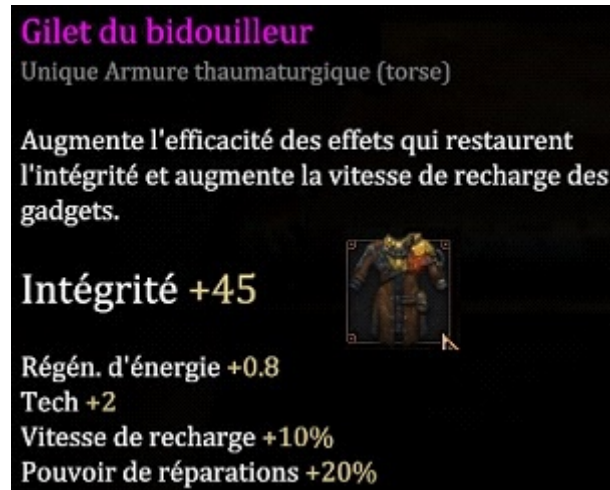 Gilet du bidouilleur
Unique Armure thaumaturgique (torse)
Augmente l'efficacité des effets qui restaurent
l'intégrité et augmente la vitesse de recharge des
gadgets.
Intégrité +45
Régén. d'énergie +0.8
Tech +2
Vitesse de recharge +10%
Pouvoir de réparations +20%